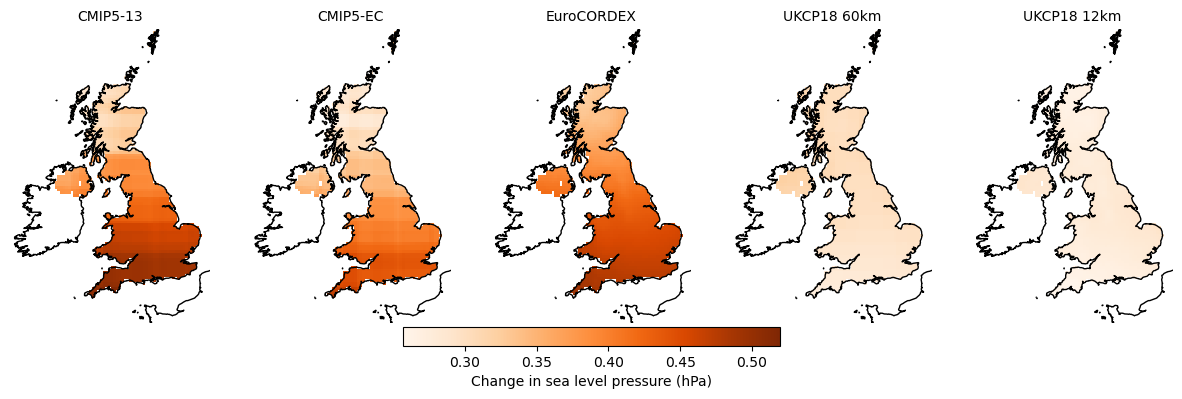 CMIP5-13
CMIP5-EC
EuroCORDEX
UKCP18 60km
UKCP18 12km
0.30
0.35
0.40
0.45
0.50
Change in sea level pressure (hPa)